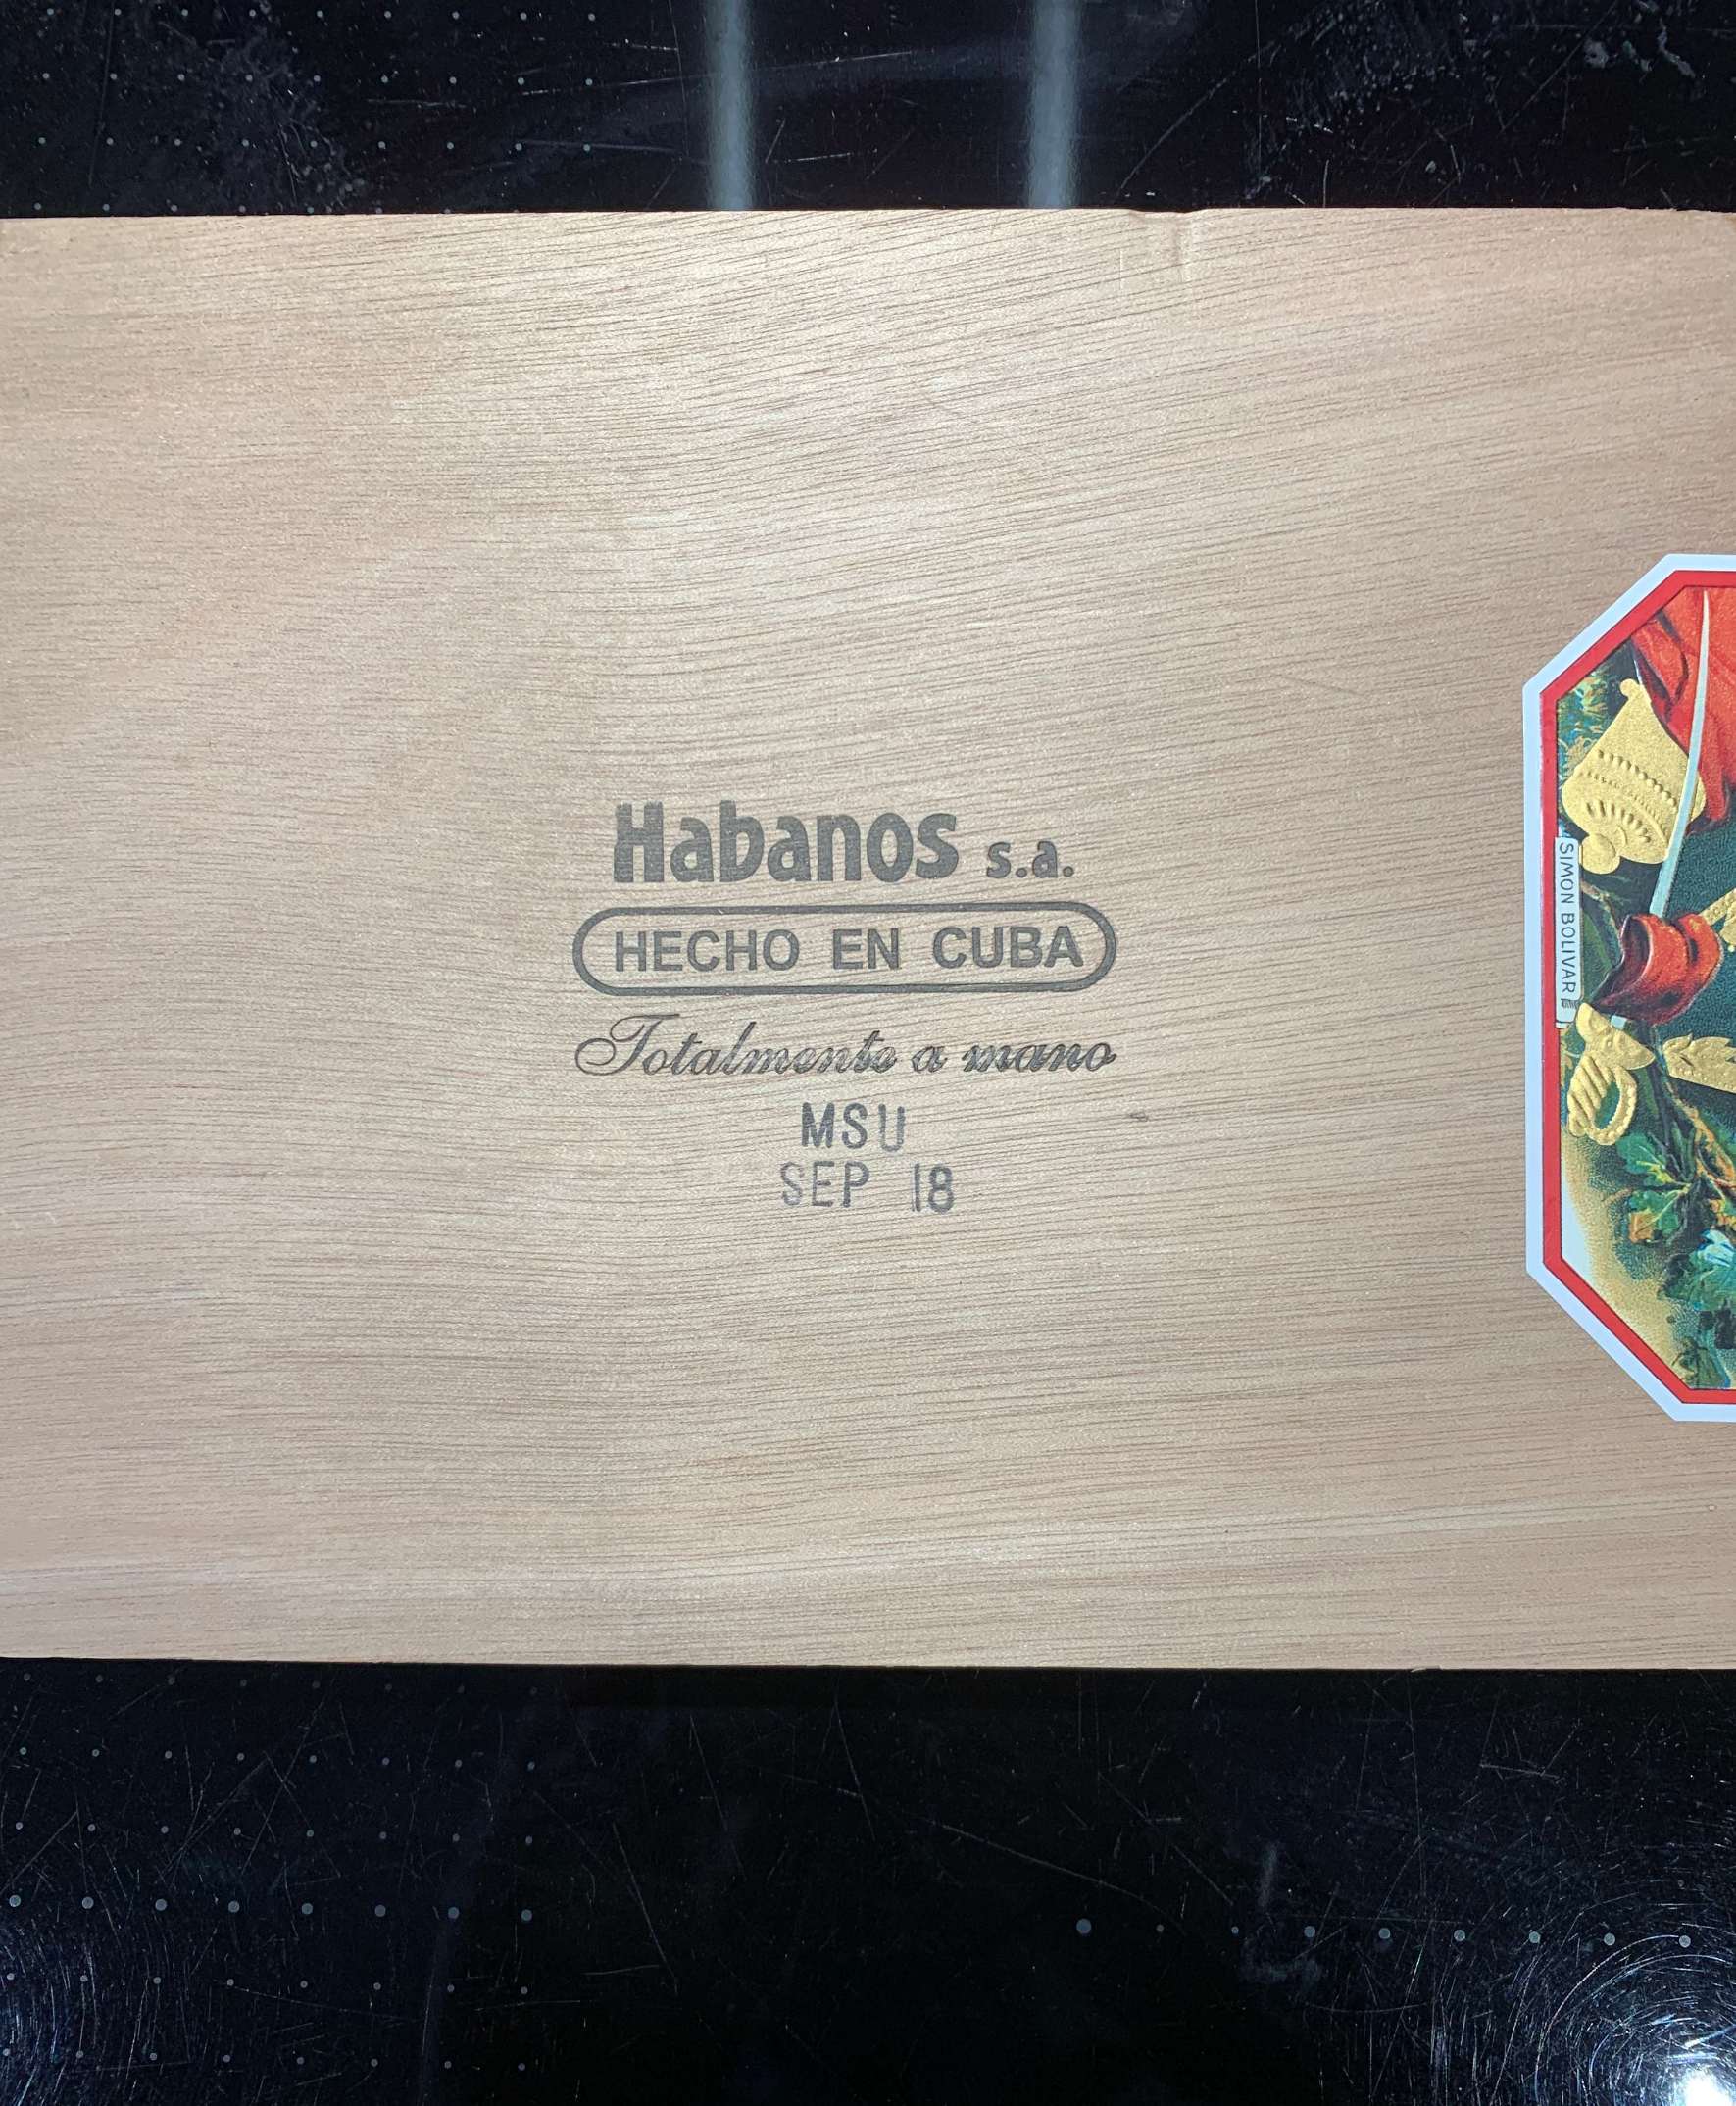 Habanos s.a.
HECHO EN CUBA
Totalmente a mano
MSU
SEP 18
SIMON BOLIVAR